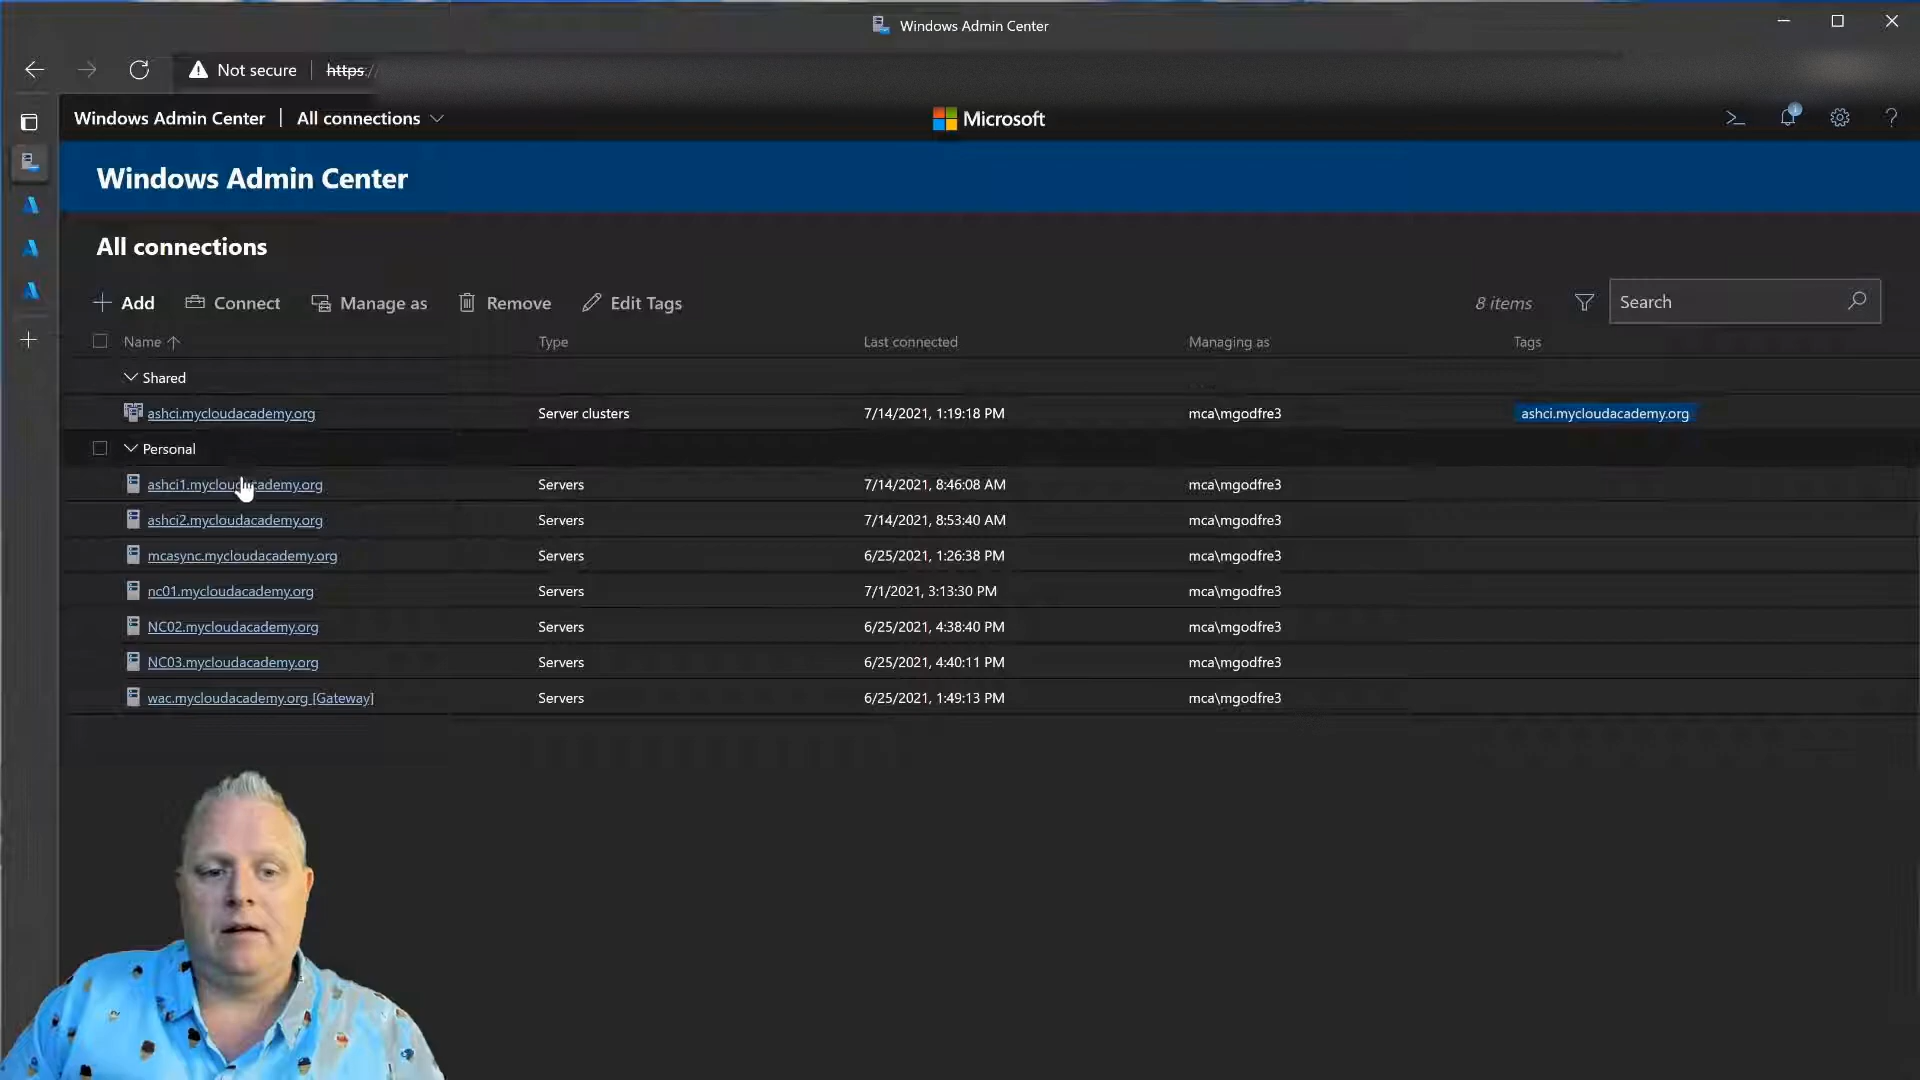 Windows Admin Center
Not secure https:/
Windows Admin Center | All connections
Microsoft
Windows Admin Center
All connections
Add Connect Manage as Remove Edit Tags 8 items Search
Name Type Last connected Managing as Tags
Shared
ashci.mycloudacademy.org Server clusters 7/14/2021, 1:19:18 PM mca\mgodfre3 ashci.mycloudacademy.org
Personal
ashci1.mycloudacademy.org Servers 7/14/2021, 8:46:08 AM mca\mgodfre3
ashci2.mycloudacademy.org Servers 7/14/2021, 8:53:40 AM mca\mgodfre3
mcasync.mycloudacademy.org Servers 6/25/2021, 1:26:38 PM mca\mgodfre3
nc01.mycloudacademy.org Servers 7/1/2021, 3:13:30 PM mca\mgodfre3
NC02.mycloudacademy.org Servers 6/25/2021, 4:38:40 PM mca\mgodfre3
NC03.mycloudacademy.org Servers 6/25/2021, 4:40:11 PM mca\mgodfre3
wac.mycloudacademy.org [Gateway] Servers 6/25/2021, 1:49:13 PM mca\mgodfre3